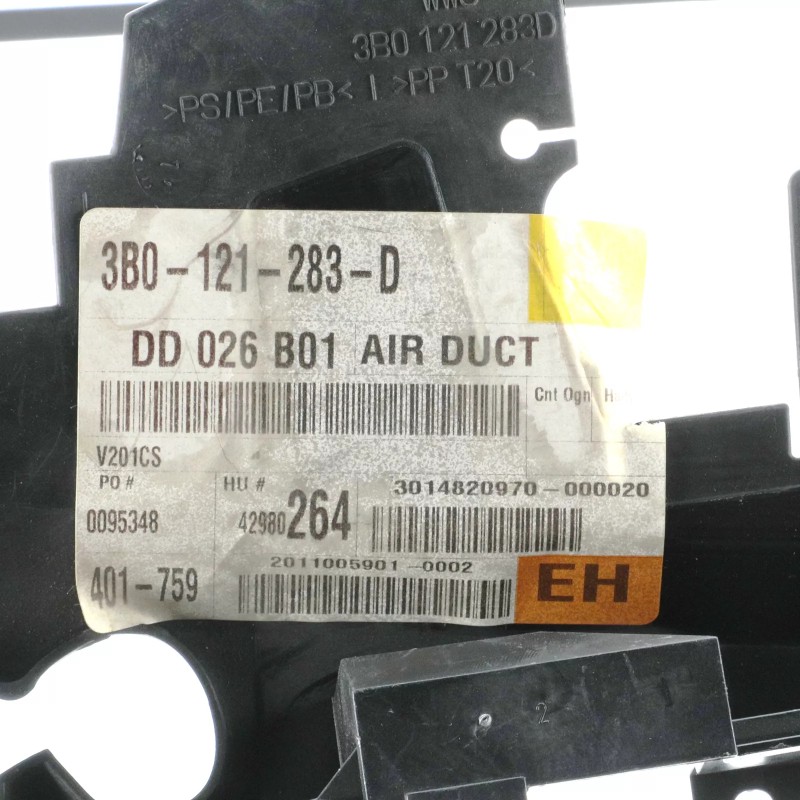 3B0 121 283D
>PS/PE/PB< I >PP T20<
3B0-121-283-D
DD 026 B01 AIR DUCT
Cnt Ogn
V201CS
PO # HU # 3014820970-000020
0095348 42980264
2011005901-0002
401-759 EH
2